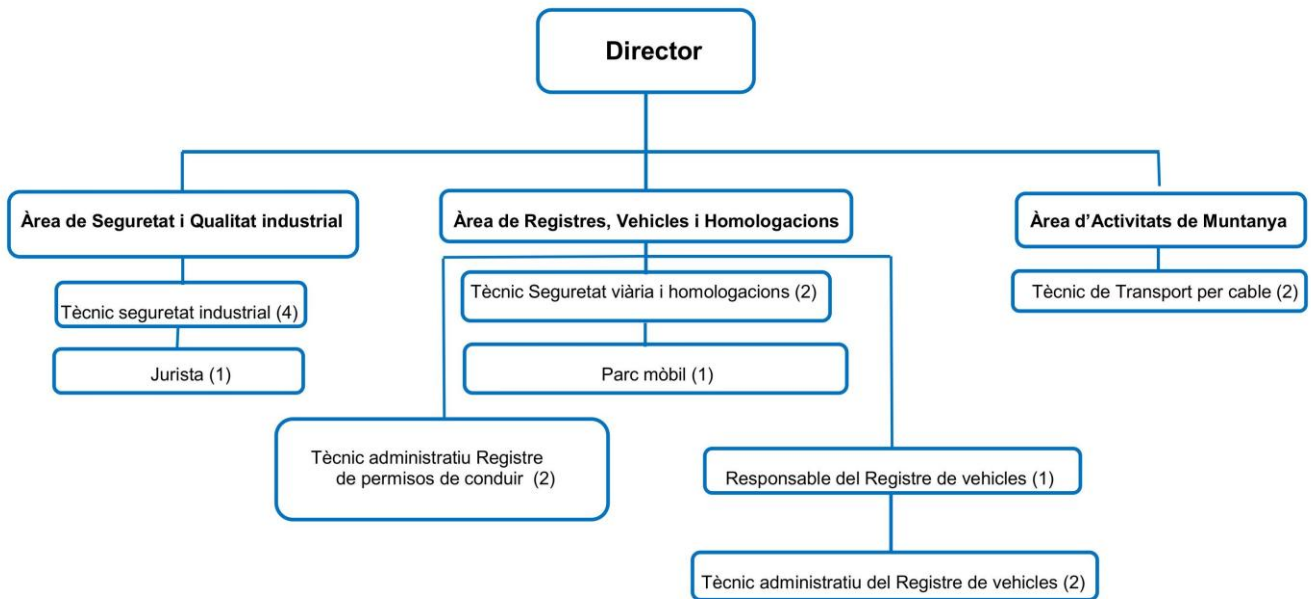 Director
Àrea de Seguretat i Qualitat industrial
Àrea de Registres, Vehicles i Homologacions
Àrea d'Activitats de Muntanya
Tècnic seguretat industrial (4)
Tècnic Seguretat viària i homologacions (2)
Tècnic de Transport per cable (2)
Jurista (1)
Parc mòbil (1)
Tècnic administratiu Registre
de permisos de conduir (2)
Responsable del Registre de vehicles (1)
Tècnic administratiu del Registre de vehicles (2)